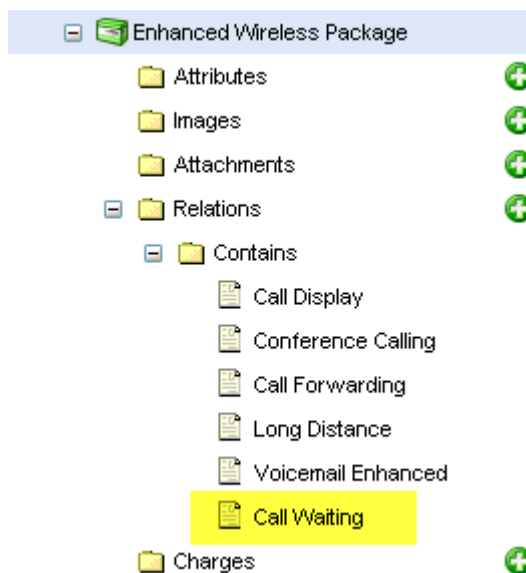 Enhanced Wireless Package
Attributes
Images
Attachments
Relations
Contains
Call Display
Conference Calling
Call Forwarding
Long Distance
Voicemail Enhanced
Call Waiting
Charges